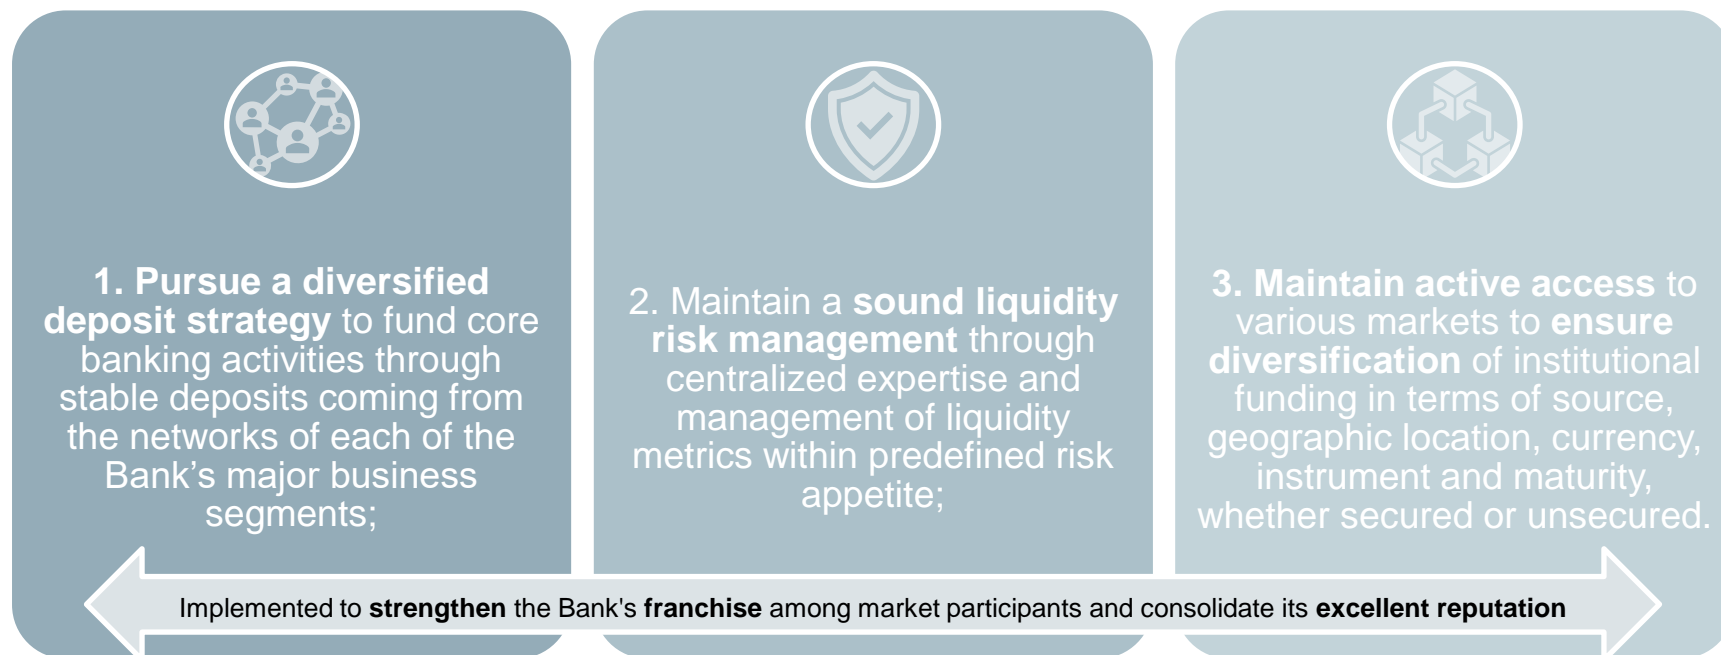 1. Pursue a diversified
deposit strategy to fund core
banking activities through
stable deposits coming from
the networks of each of the
Bank’s major business
segments;
2. Maintain a sound liquidity
risk management through
centralized expertise and
management of liquidity
metrics within predefined risk
appetite;
3. Maintain active access to
various markets to ensure
diversification of institutional
funding in terms of source,
geographic location, currency,
instrument and maturity,
whether secured or unsecured.
Implemented to strengthen the Bank's franchise among market participants and consolidate its excellent reputation